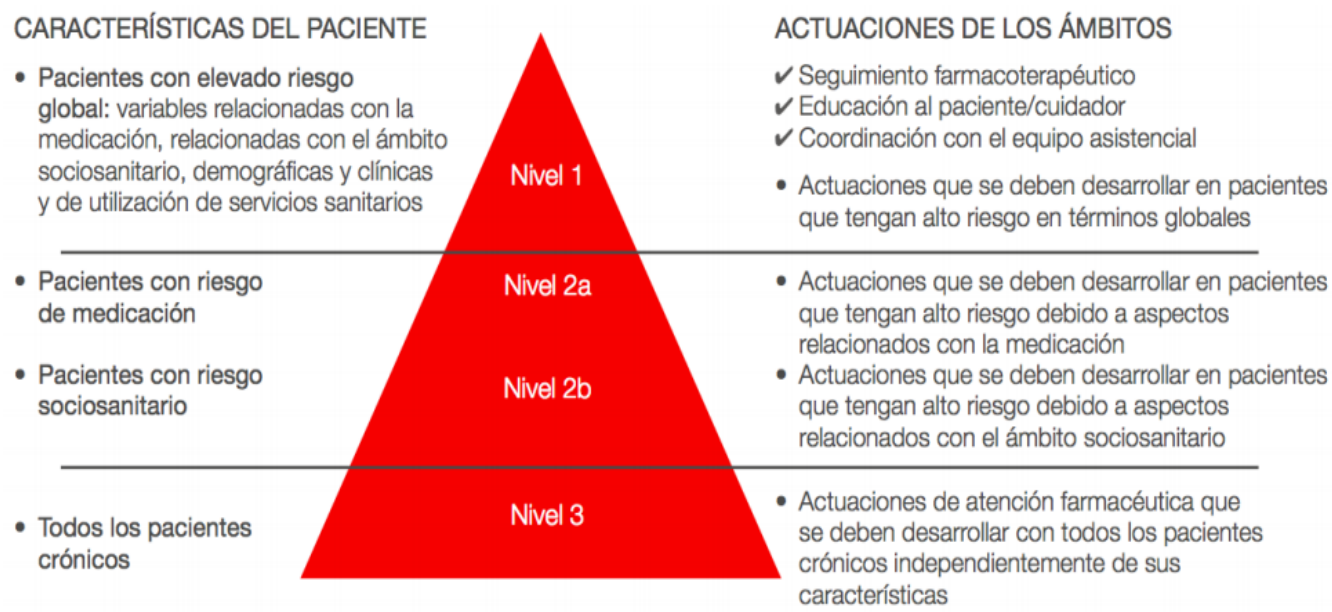 CARACTERÍSTICAS DEL PACIENTE
• Pacientes con elevado riesgo
global: variables relacionadas con la
medicación, relacionadas con el ámbito
sociosanitario, demográficas y clínicas
y de utilización de servicios sanitarios
• Pacientes con riesgo
de medicación
• Pacientes con riesgo
sociosanitario
• Todos los pacientes
crónicos
Nivel 1
Nivel 2a
Nivel 2b
Nivel 3
ACTUACIONES DE LOS ÁMBITOS
✔ Seguimiento farmacoterapéutico
✔ Educación al paciente/cuidador
✔ Coordinación con el equipo asistencial
• Actuaciones que se deben desarrollar en pacientes
que tengan alto riesgo en términos globales
• Actuaciones que se deben desarrollar en pacientes
que tengan alto riesgo debido a aspectos
relacionados con la medicación
• Actuaciones que se deben desarrollar en pacientes
que tengan alto riesgo debido a aspectos
relacionados con el ámbito sociosanitario
• Actuaciones de atención farmacéutica que
se deben desarrollar con todos los pacientes
crónicos independientemente de sus
características